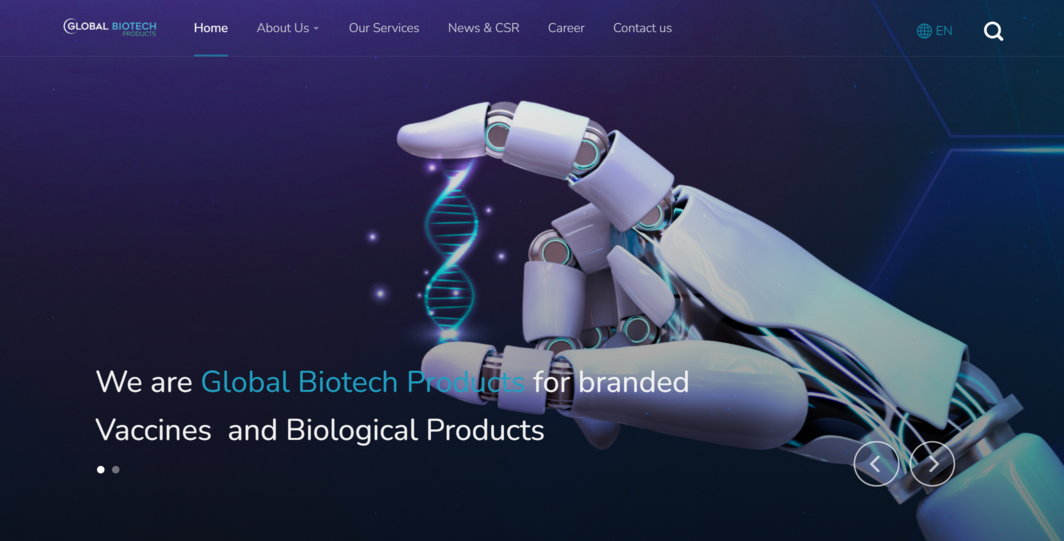 GLOBAL BIOTECH
PRODUCTS
Home
About Us
Our Services
News & CSR
Career
Contact us
EN
We are Global Biotech Products for branded
Vaccines and Biological Products